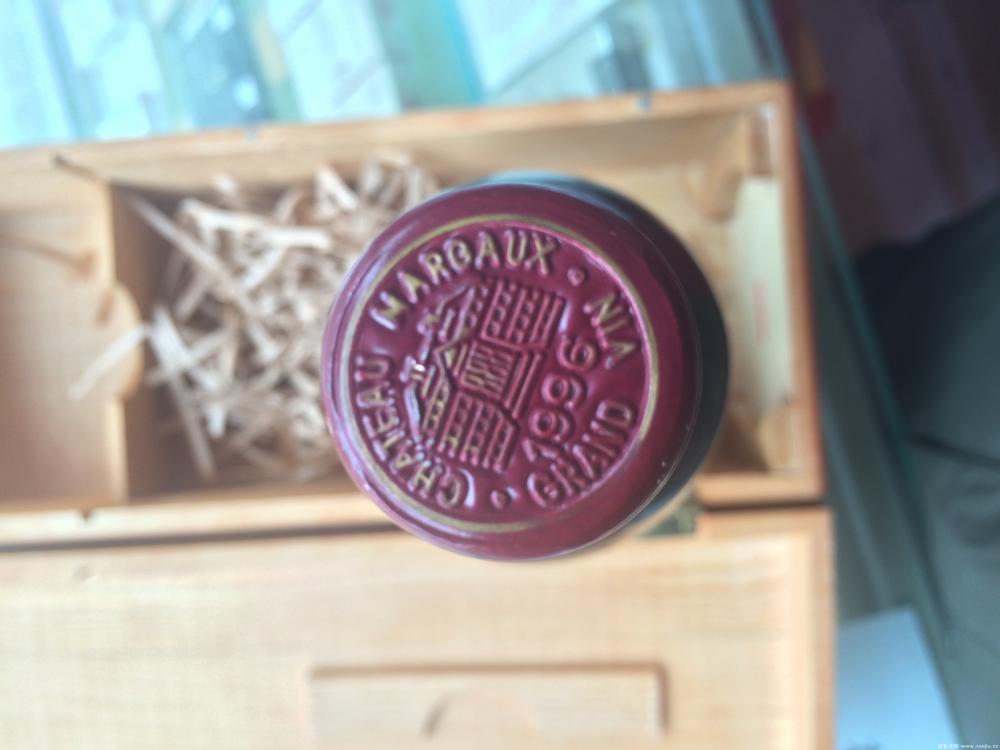 CHATEAU MARGAUX • GRAND VIN
1996